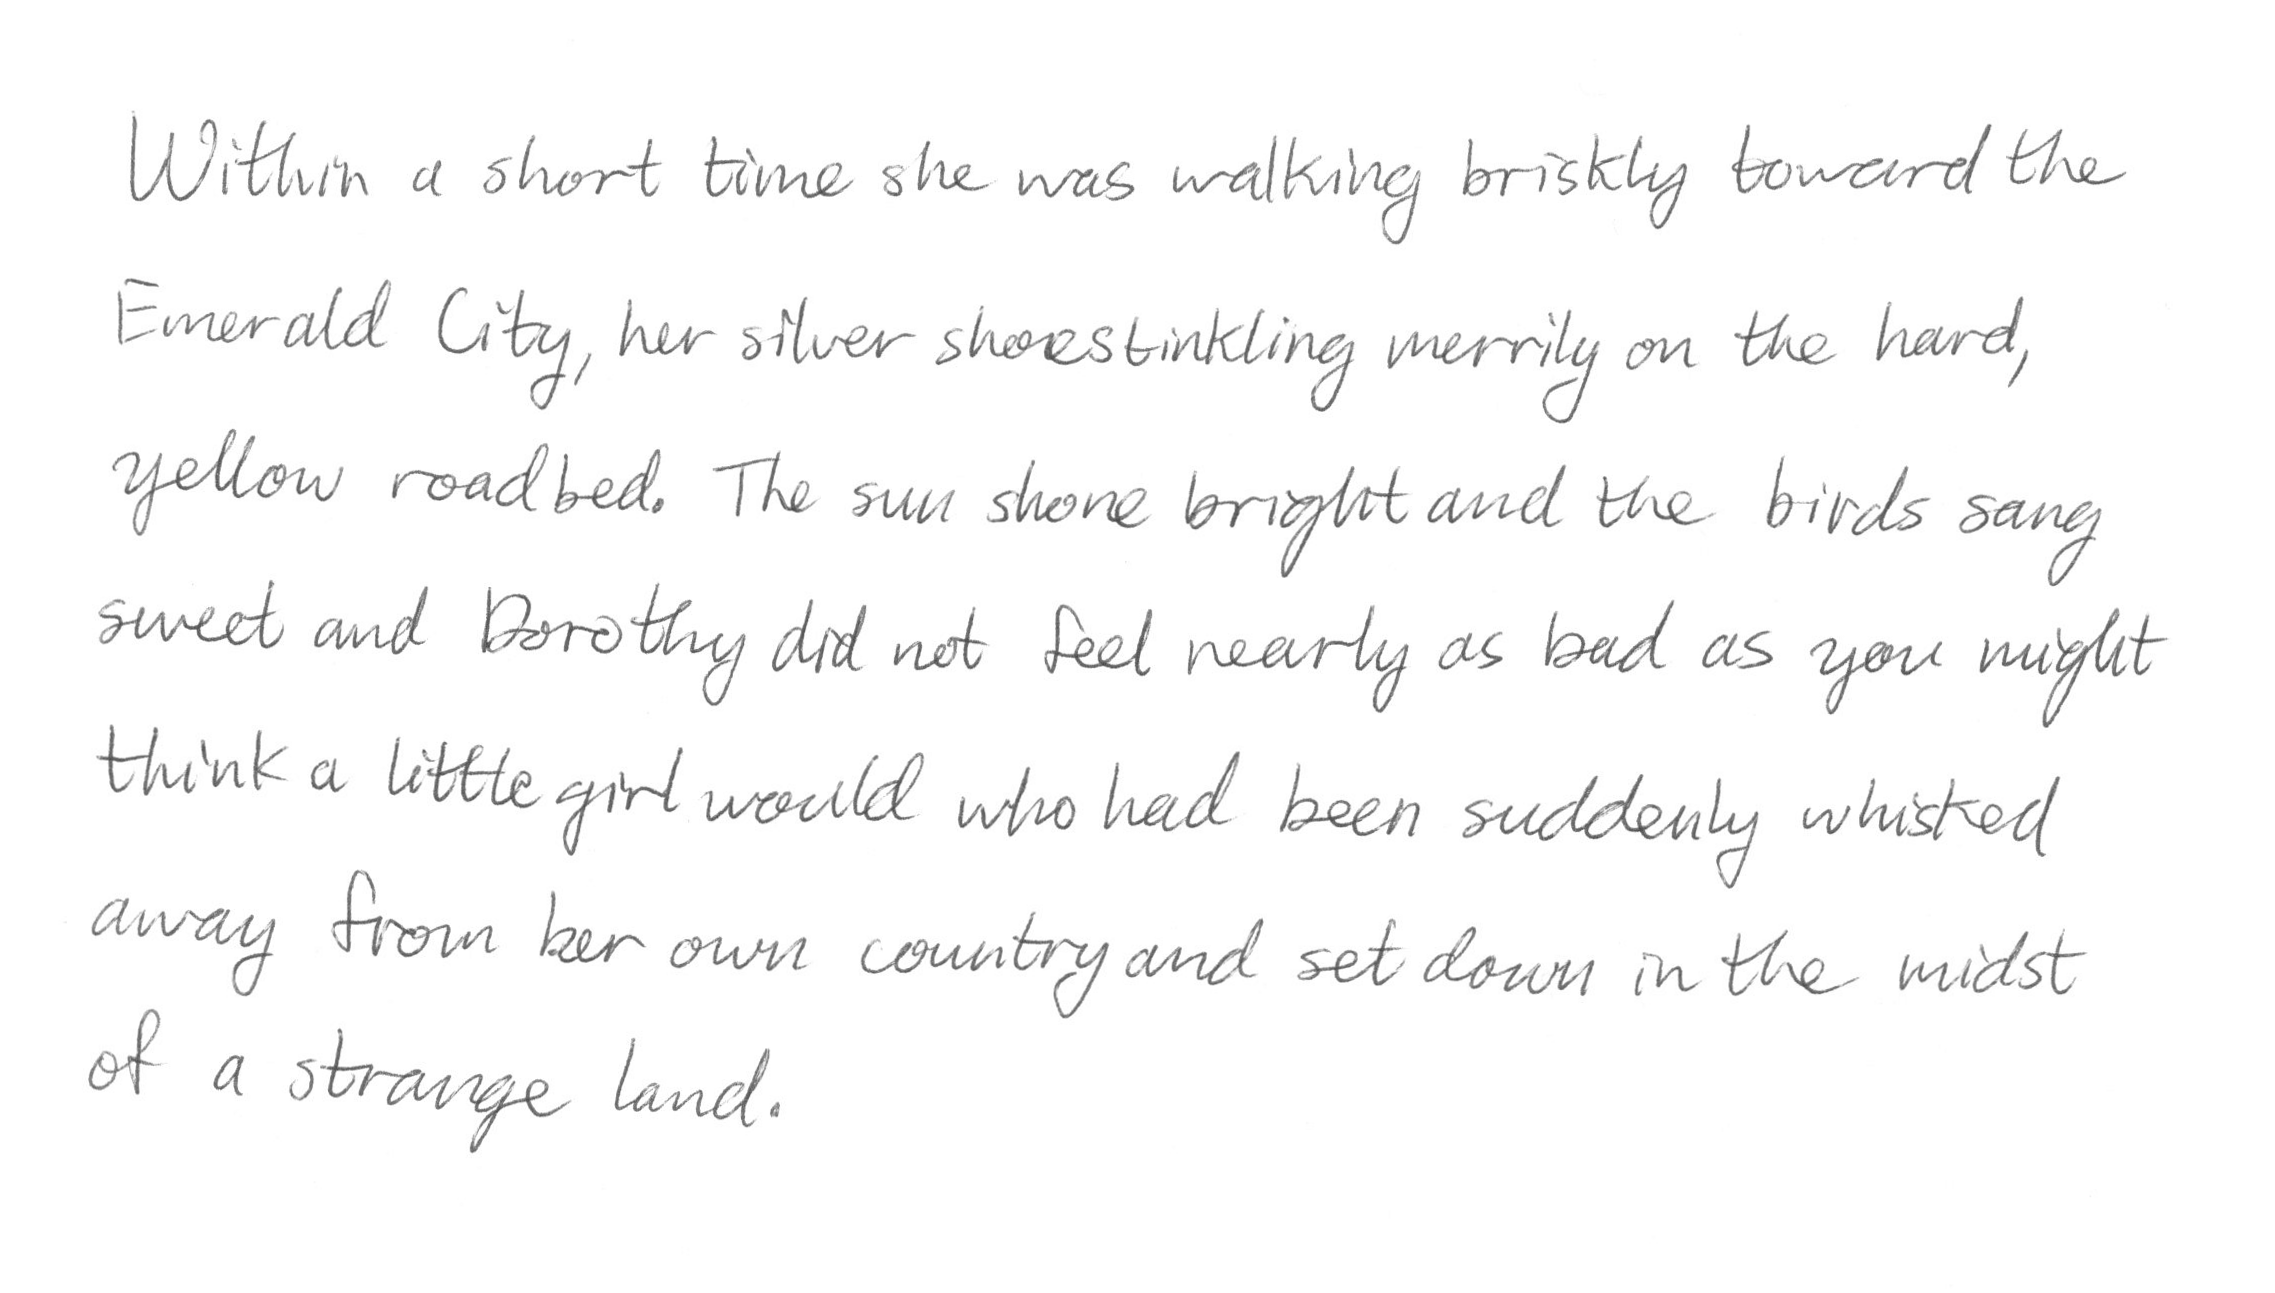 Within a short time she was walking briskly toward the
Emerald City, her silver shoes tinkling merrily on the hard,
yellow roadbed. The sun shone bright and the birds sang
sweet and Dorothy did not feel nearly as bad as you might
think a little girl would who had been suddenly whisked
away from her own country and set down in the midst
of a strange land.